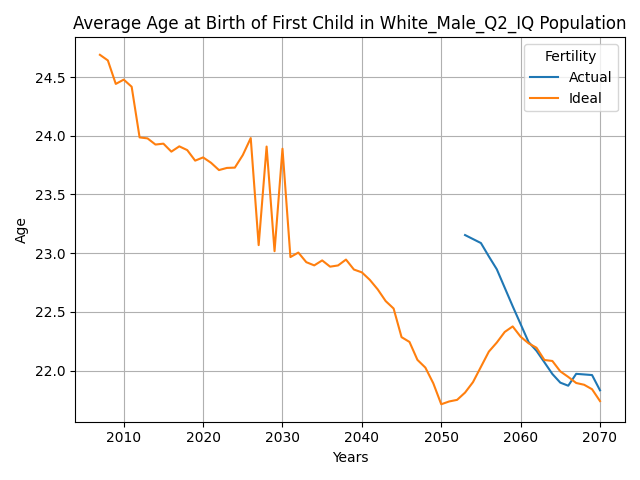 Average Age at Birth of First Child in White_Male_Q2_IQ Population
Fertility
Actual
Ideal
Age
24.5
24.0
23.5
23.0
22.5
22.0
2010 2020 2030 2040 2050 2060 2070
Years